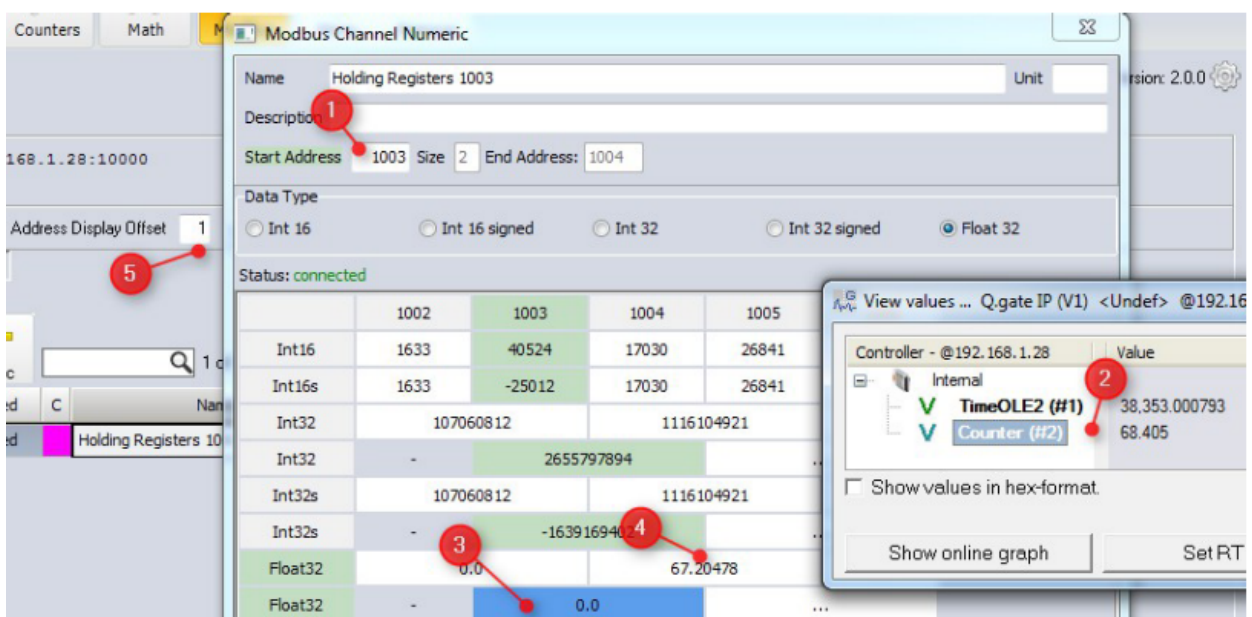 Counters Math M
Modbus Channel Numeric
Name Holding Registers 1003 Unit
rsion: 2.0.0
Description
1
168.1.28:10000
Start Address 1003 Size 2 End Address: 1004
Data Type
Address Display Offset 1
Int 16 Int 16 signed Int 32 Int 32 signed Float 32
5
Status: connected
View values ... Q.gate IP (V1) <Undef> @192.16
1002 1003 1004 1005
Int16 1633 40524 17030 26841
Controller - @192.168.1.28 Value
Int16s 1633 -25012 17030 26841
Internal
2
TimeOLE2 (#1) 38,353.000793
Counter (#2) 68.405
C Nam
Holding Registers 10
Int32 107060812 1116104921
Int32 - 2655797894 ...
Int32s 107060812 1116104921
Show values in hex-format.
Int32s - -1639169402 ...
3
4
Show online graph Set RT
Float32 0.0 67.20478
Float32 - 0.0 ...